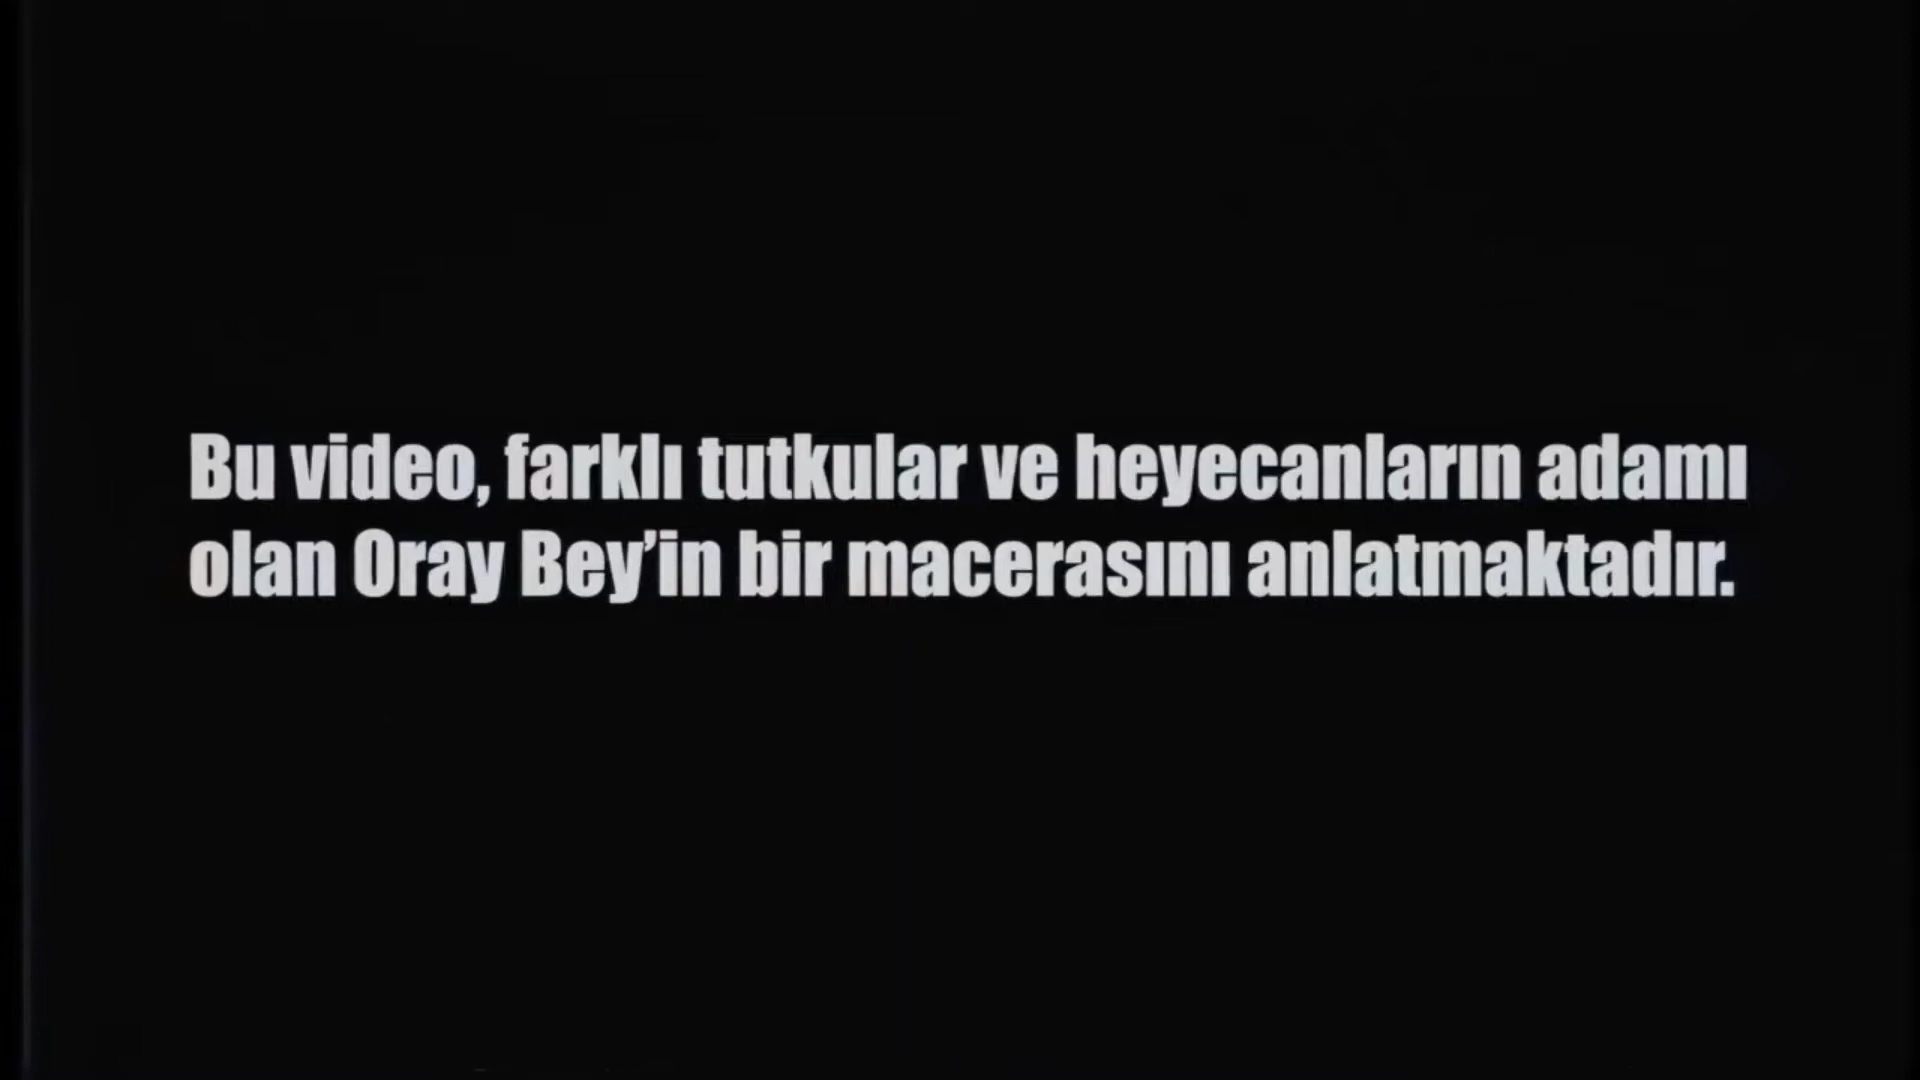 Bu video, farklı tutkular ve heyecanların adamı
olan Oray Bey’in bir macerasını anlatmaktadır.